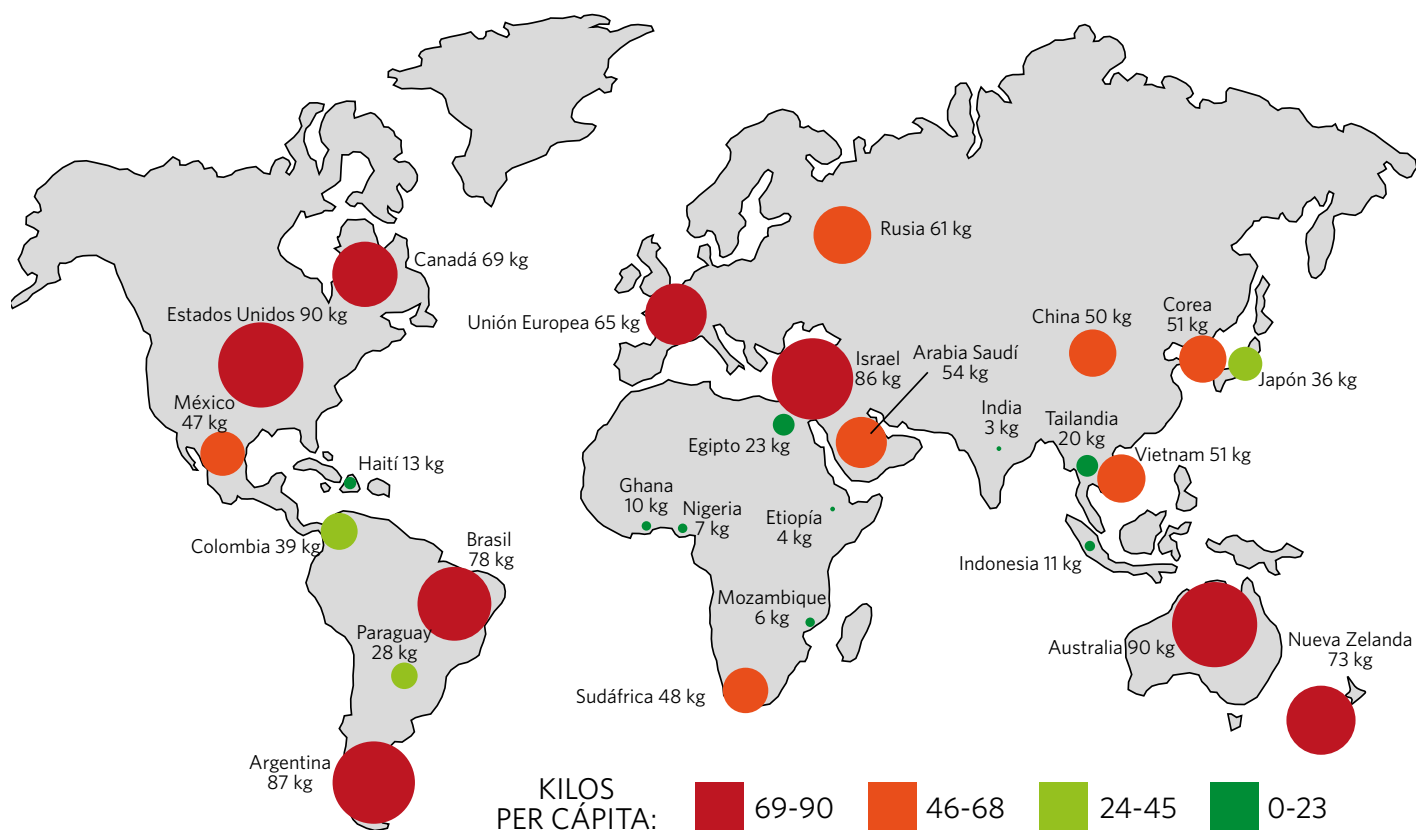 Canadá 69 kg
Estados Unidos 90 kg
México
47 kg
Haití 13 kg
Colombia 39 kg
Brasil
78 kg
Paraguay
28 kg
Argentina
87 kg
Rusia 61 kg
Unión Europea 65 kg
Israel
86 kg
Arabia Saudí
54 kg
Egipto 23 kg
Ghana
10 kg
Nigeria
7 kg
Etiopía
4 kg
Mozambique
6 kg
Sudáfrica 48 kg
China 50 kg
Corea
51 kg
Japón 36 kg
India
3 kg
Tailandia
20 kg
Vietnam 51 kg
Indonesia 11 kg
Australia 90 kg
Nueva Zelanda
73 kg
KILOS
PER CÁPITA:
69-90
46-68
24-45
0-23